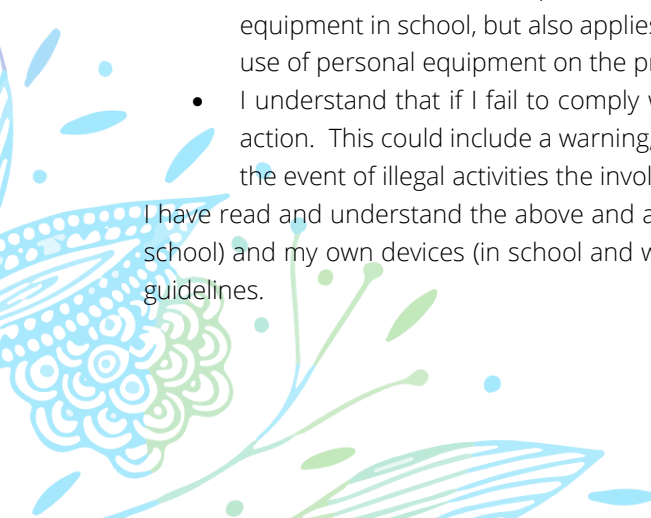 equipment in school, but also applies
use of personal equipment on the
• I understand that if I fail to comply
action. This could include a warning,
the event of illegal activities the
I have read and understand the above and
school) and my own devices (in school and
guidelines.